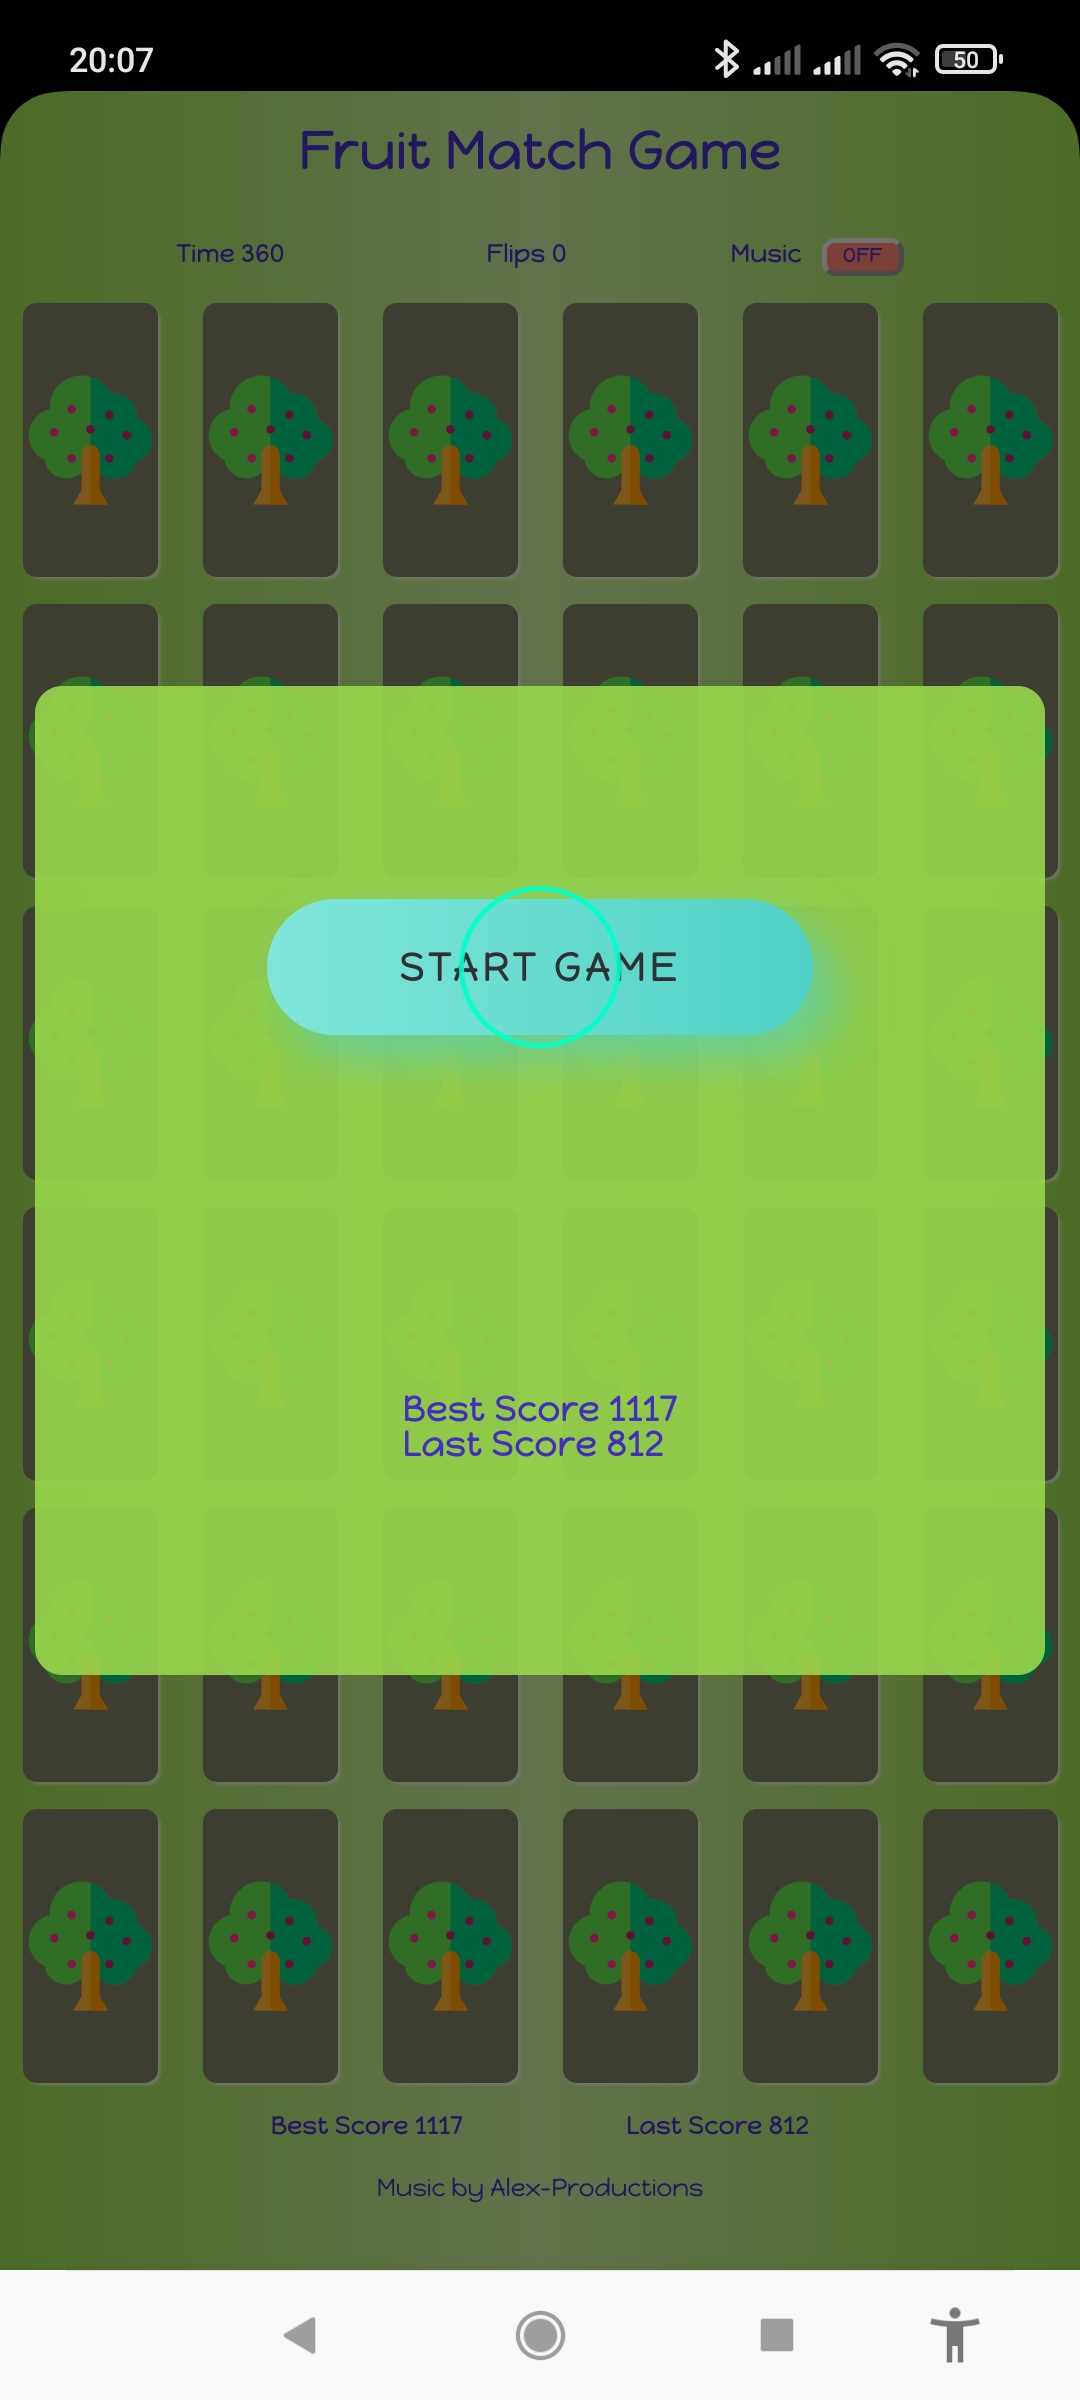 20:07
50
Fruit Match Game
Time 360 Flips 0 Music OFF
START GAME
Best Score 1117
Last Score 812
Best Score 1117 Last Score 812
Music by Alex-Productions